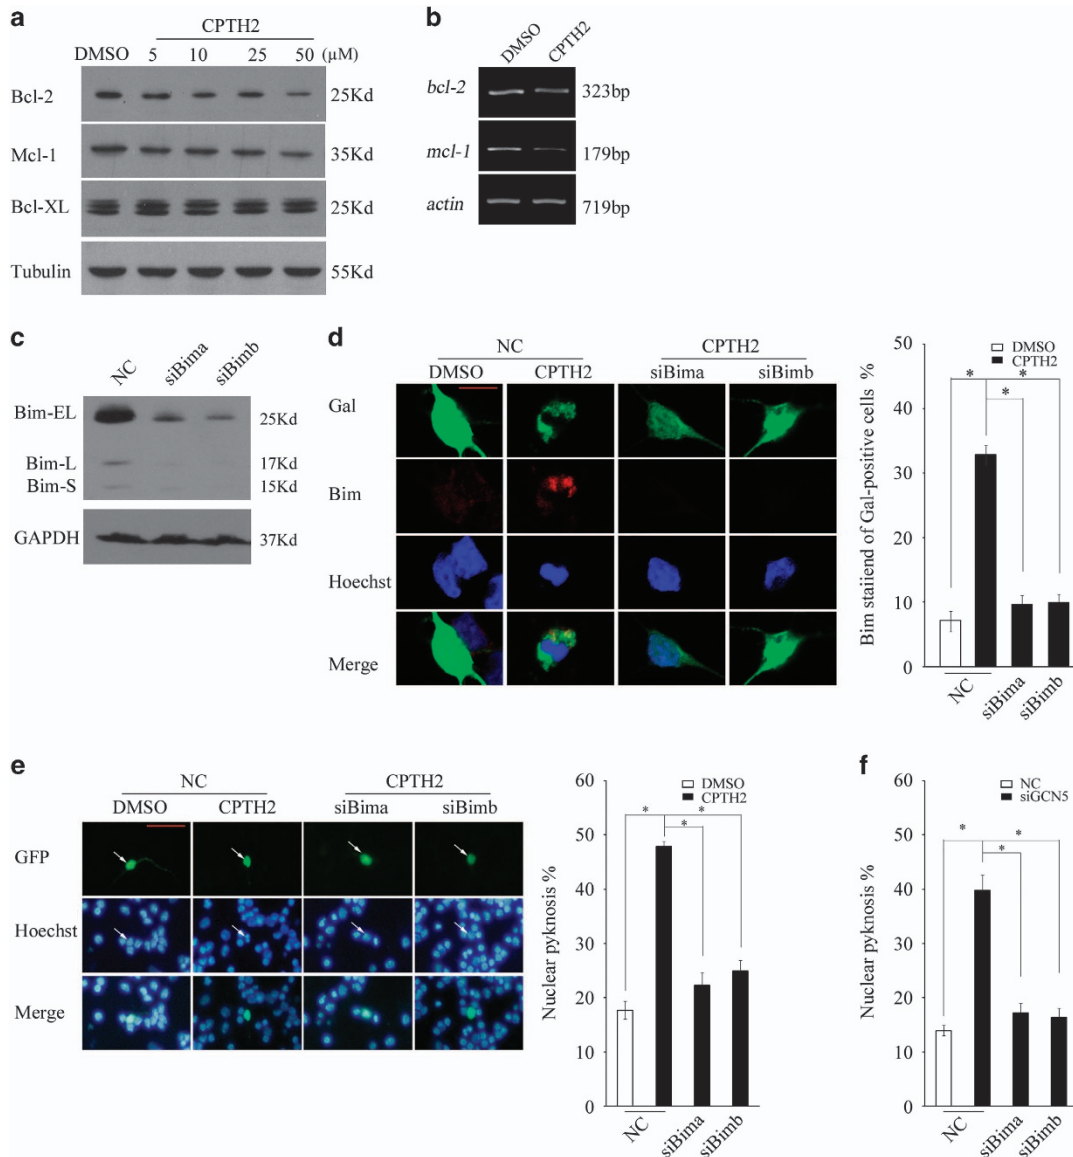 a
CPTH2
DMSO 5 10 25 50 (µM)
Bcl-2 25Kd
Mcl-1 35Kd
Bcl-XL 25Kd
Tubulin 55Kd
b
DMSO CPTH2
bcl-2 323bp
mcl-1 179bp
actin 719bp
c
NC siBima siBimb
Bim-EL 25Kd
Bim-L 17Kd
Bim-S 15Kd
GAPDH 37Kd
d
NC CPTH2
DMSO CPTH2 siBima siBimb
Gal
Bim
Hoechst
Merge
Bim staiiend of Gal-positive cells %
50
40
30
20
10
0
DMSO
CPTH2
* *
*
NC siBima siBimb
e
NC CPTH2
DMSO CPTH2 siBima siBimb
GFP
Hoechst
Merge
Nuclear pyknosis %
60
50
40
30
20
10
0
DMSO
CPTH2
* *
*
NC siBima siBimb
f
Nuclear pyknosis %
60
50
40
30
20
10
0
NC
siGCN5
* *
*
NC siBima siBimb